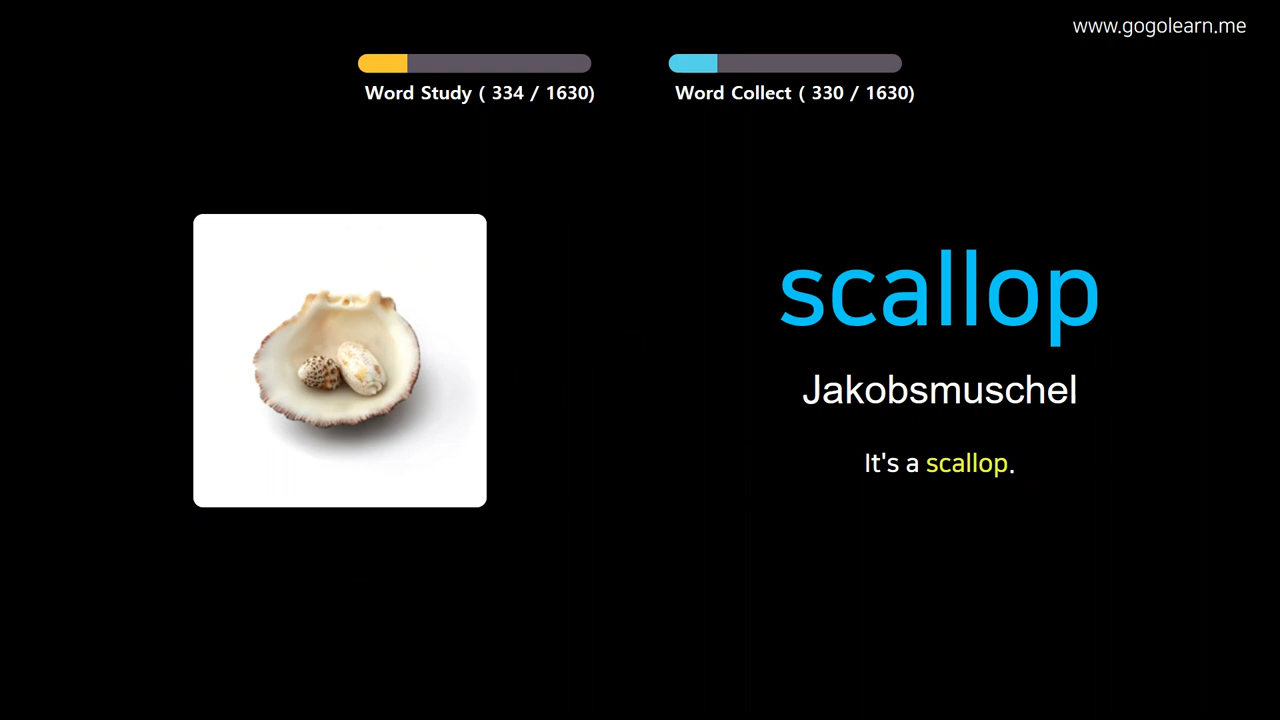 www.gogolearn.me
Word Study ( 334 / 1630)
Word Collect ( 330 / 1630)
scallop
Jakobsmuschel
It's a scallop.